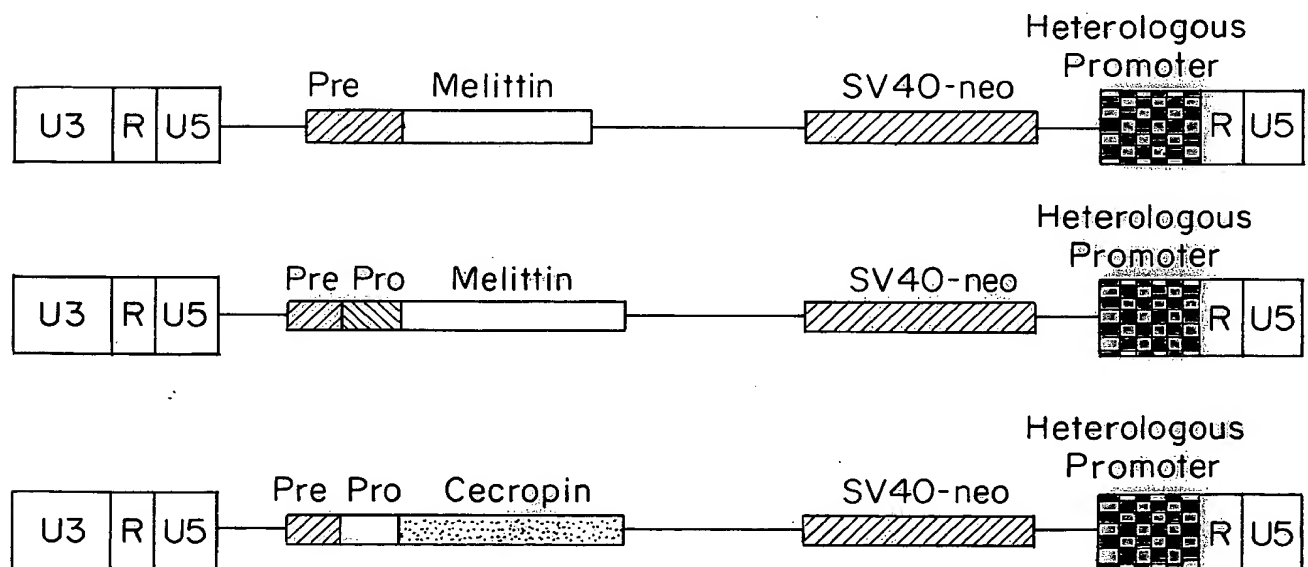 Heterologous
Promoter
Pre Melittin SV40-neo
U3 R U5 R U5
Heterologous
Promoter
Pre Pro Melittin SV40-neo
U3 R U5 R U5
Heterologous
Promoter
Pre Pro Cecropin SV40-neo
U3 R U5 R U5